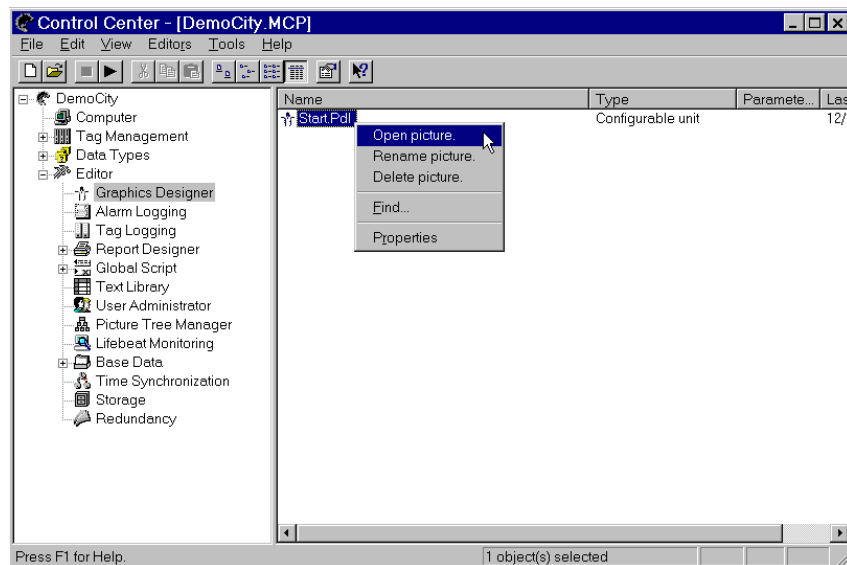 Control Center - [DemoCity.MCP]
File Edit View Editors Tools Help
DemoCity
Computer
Tag Management
Data Types
Editor
Graphics Designer
Alarm Logging
Tag Logging
Report Designer
Global Script
Text Library
User Administrator
Picture Tree Manager
Lifebeat Monitoring
Base Data
Time Synchronization
Storage
Redundancy
Name Type Paramete... Las
Start.Pdl Configurable unit 12/
Open picture.
Rename picture.
Delete picture.
Find...
Properties
Press F1 for Help. 1 object(s) selected